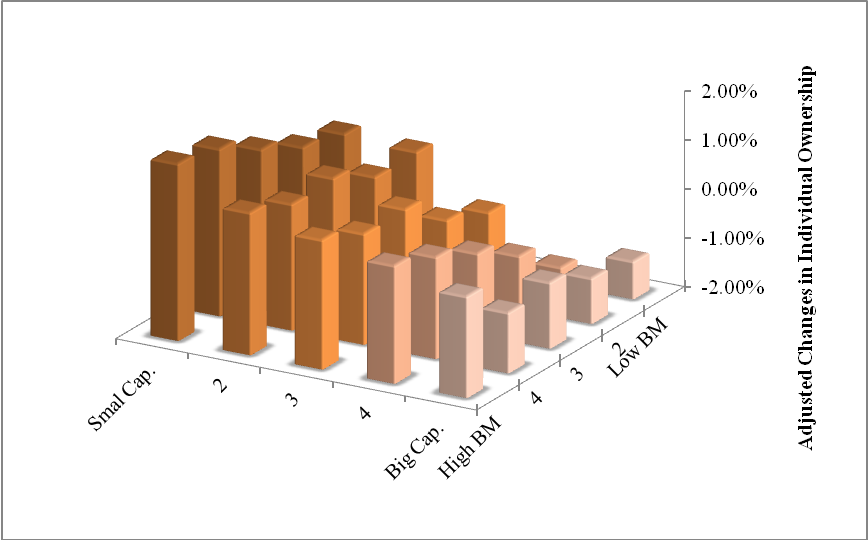 2.00%
1.00%
0.00%
-1.00%
-2.00%
Adjusted Changes in Individual Ownership
Smal Cap.
2
3
4
Big Cap.
High BM
4
3
2
Low BM